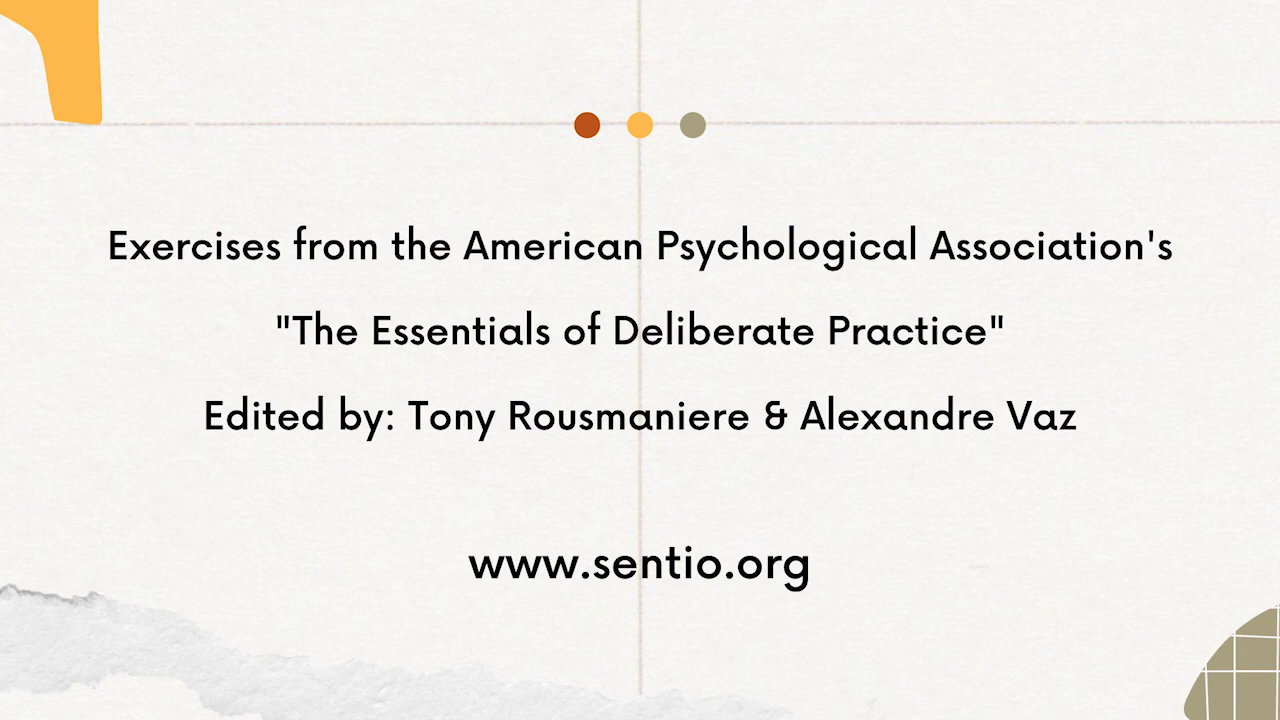 Exercises from the American Psychological Association's
"The Essentials of Deliberate Practice"
Edited by: Tony Rousmaniere & Alexandre Vaz
www.sentio.org